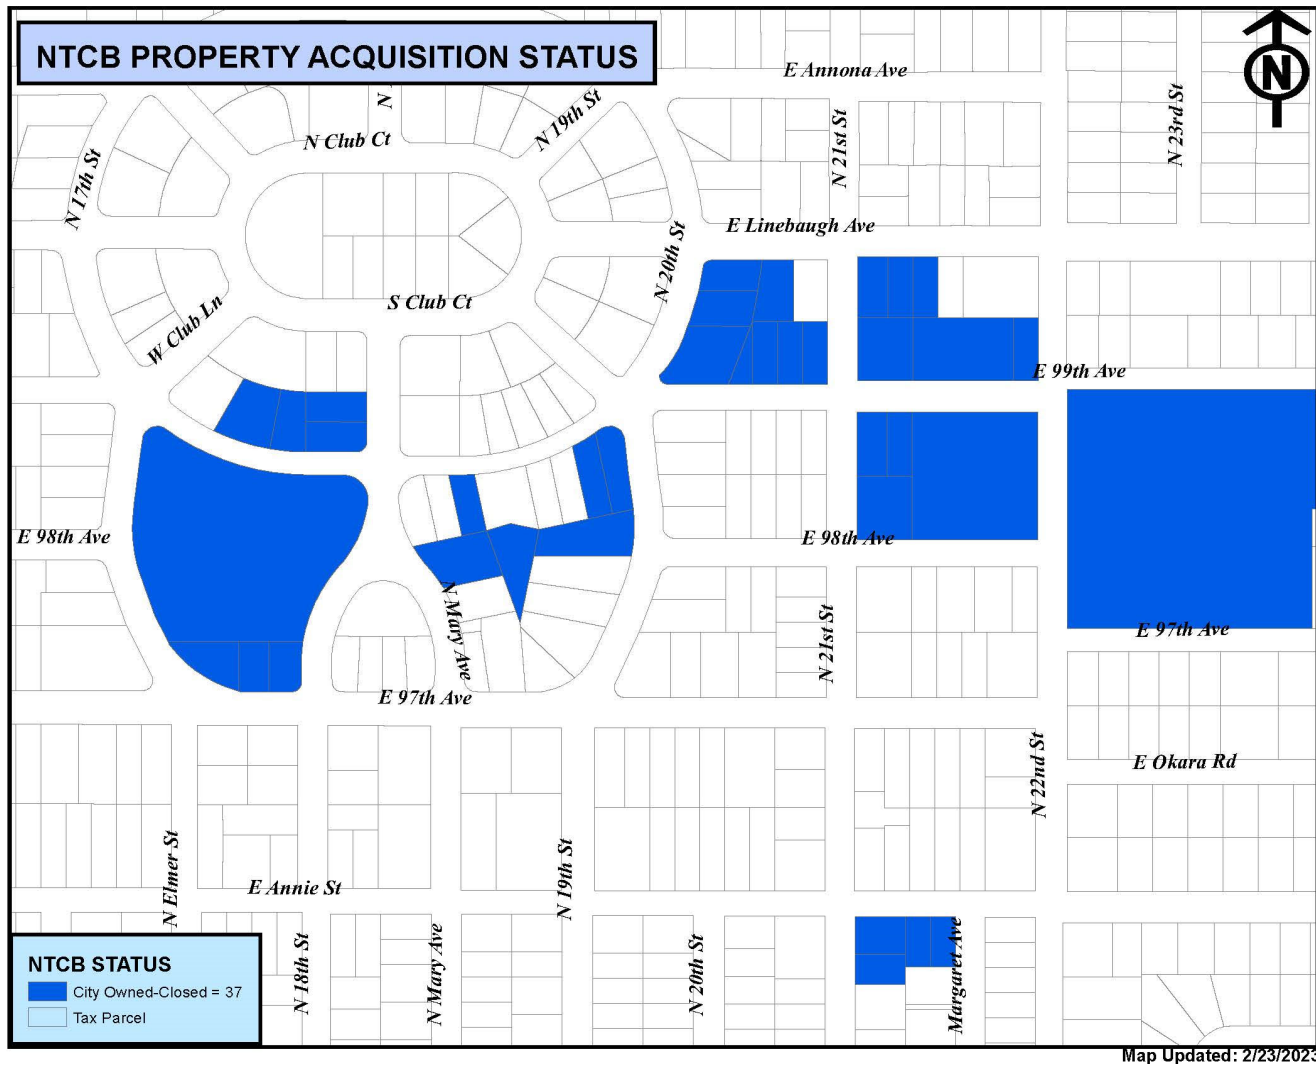 NTCB PROPERTY ACQUISITION STATUS
N
E Annona Ave
N
N Club Ct
N 19th St
N 21st St
N 23rd St
N 17th St
E Linebaugh Ave
N 20th St
S Club Ct
W Club Ln
E 99th Ave
E 98th Ave
E 98th Ave
N Mary Ave
N 21st St
E 97th Ave
E 97th Ave
N 22nd St
E Okara Rd
N Elmer St
E Annie St
N 19th St
N 18th St
N Mary Ave
N 20th St
Margaret Ave
NTCB STATUS
City Owned-Closed = 37
Tax Parcel
Map Updated: 2/23/2023